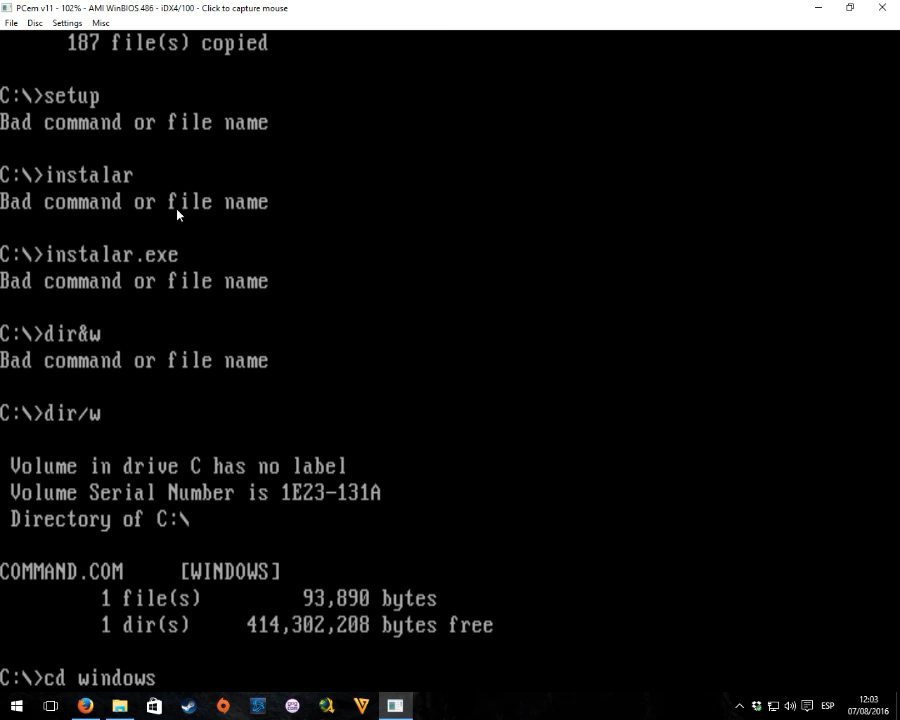 PCem v11 - 102% - AMI WinBIOS 486 - iDX4/100 - Click to capture mouse
File Disc Settings Misc
187 file(s) copied
C:\>setup
Bad command or file name
C:\>instalar
Bad command or file name
C:\>instalar.exe
Bad command or file name
C:\>dir&w
Bad command or file name
C:\>dir/w
Volume in drive C has no label
Volume Serial Number is 1E23-131A
Directory of C:\
COMMAND.COM [WINDOWS]
1 file(s) 93,890 bytes
1 dir(s) 414,302,208 bytes free
C:\>cd windows
ESP
12:03
07/08/2016